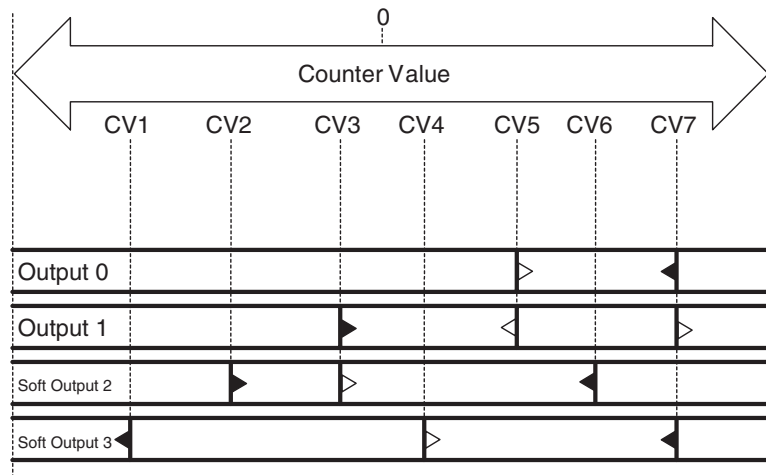 0
Counter Value
CV1 CV2 CV3 CV4 CV5 CV6 CV7
Output 0
Output 1
Soft Output 2
Soft Output 3